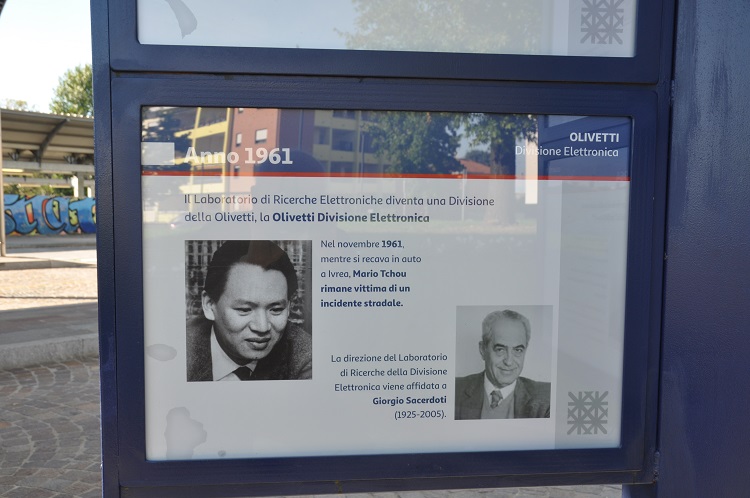 Anno 1961
OLIVETTI
Divisione Elettronica
Il Laboratorio di Ricerche Elettroniche diventa una Divisione
della Olivetti, la Olivetti Divisione Elettronica
Nel novembre 1961,
mentre si recava in auto
a Ivrea, Mario Tchou
rimane vittima di un
incidente stradale.
La direzione del Laboratorio
di Ricerche della Divisione
Elettronica viene affidata a
Giorgio Sacerdoti
(1925-2005).